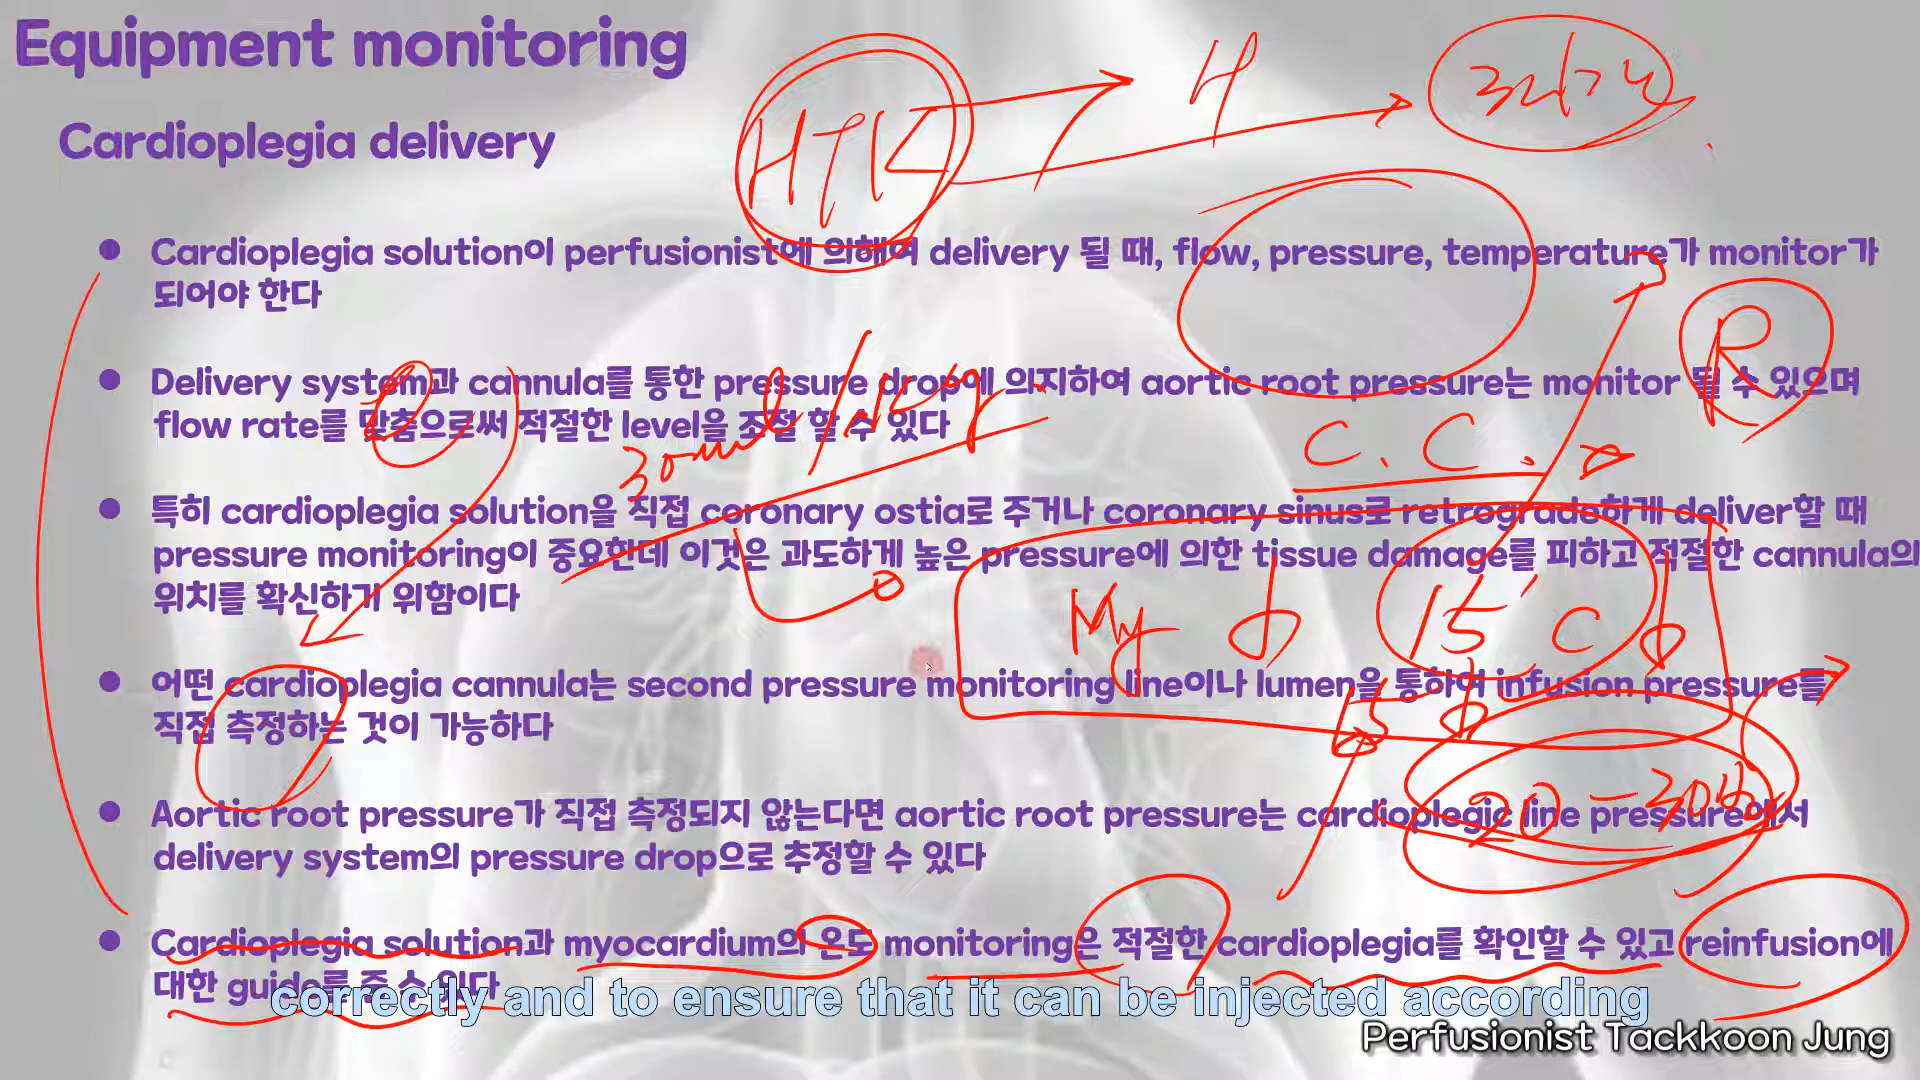 Equipment monitoring
Cardioplegia delivery
HTK
H
R
Cardioplegia solution이 perfusionist에 의해여 delivery 될 때, flow, pressure, temperature가 monitor가
되어야 한다
Delivery system과 cannula를 통한 pressure drop에 의지하여 aortic root pressure는 monitor 될 수 있으며
flow rate를 맞춤으로써 적절한 level을 조절 할 수 있다
30ml/kg
C.C.
특히 cardioplegia solution을 직접 coronary ostia로 주거나 coronary sinus로 retrograde하게 deliver할 때
pressure monitoring이 중요한데 이것은 과도하게 높은 pressure에 의한 tissue damage를 피하고 적절한 cannula의
위치를 확신하기 위함이다
My 15°C
어떤 cardioplegia cannula는 second pressure monitoring line이나 lumen을 통하여 infusion pressure를
직접 측정하는 것이 가능하다
15
20-30분
Aortic root pressure가 직접 측정되지 않는다면 aortic root pressure는 cardioplegic line pressure에서
delivery system의 pressure drop으로 추정할 수 있다
Cardioplegia solution과 myocardium의 온도 monitoring은 적절한 cardioplegia를 확인할 수 있고 reinfusion에
대한 guide를 줄 수 있다
correctly and to ensure that it can be injected according
Perfusionist Tackkoon Jung